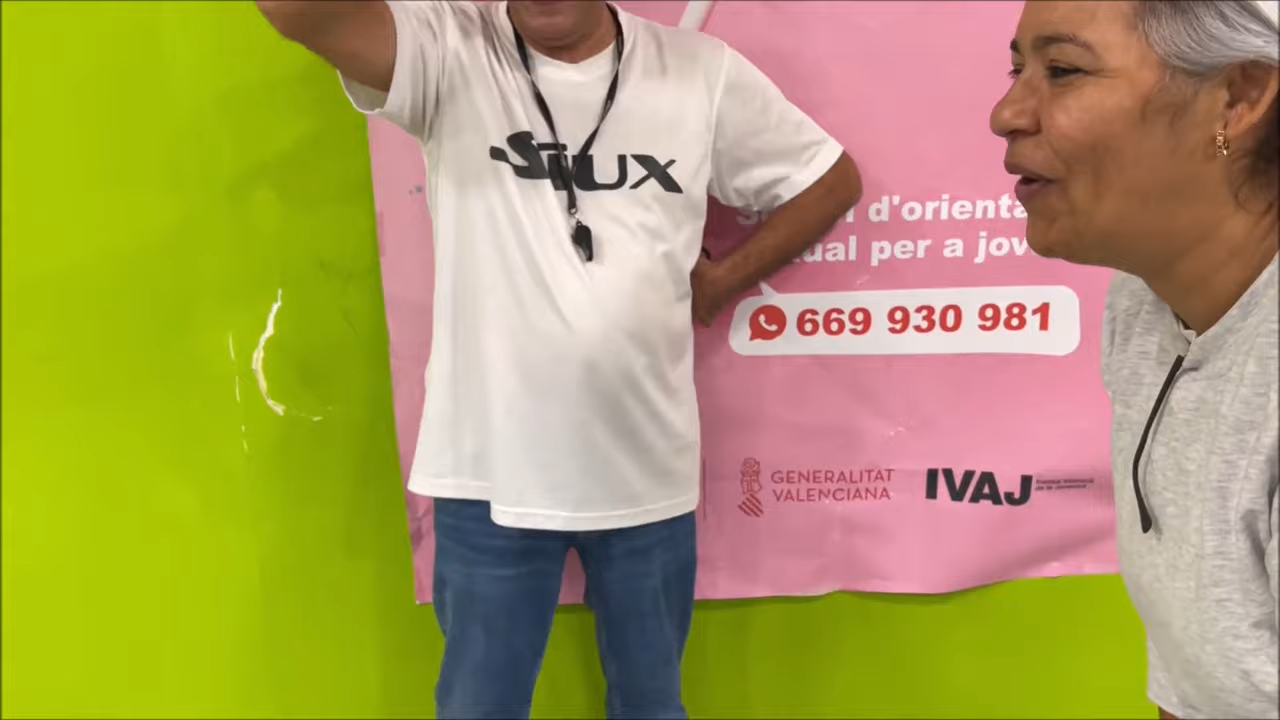 SiUX
d'orienta
ual per a jov
669 930 981
GENERALITAT
VALENCIANA
IVAJ